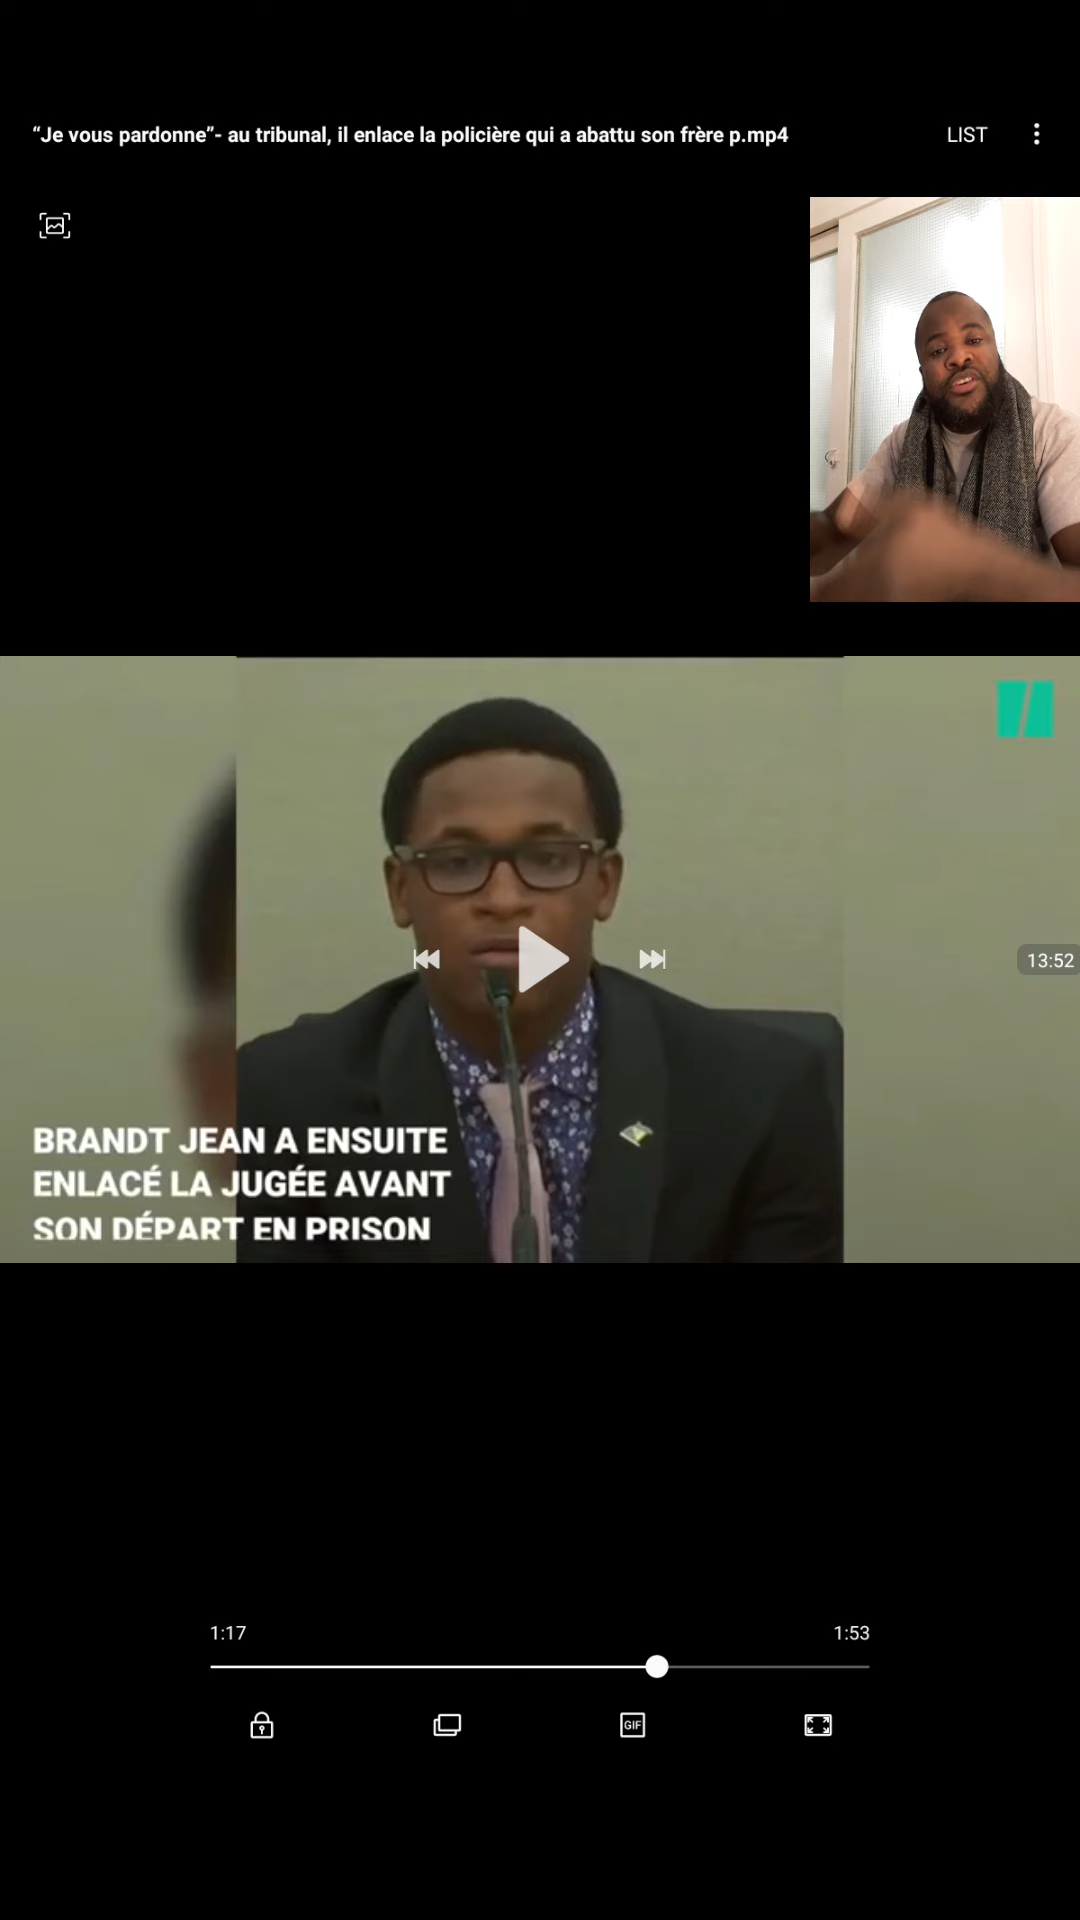 “Je vous pardonne”- au tribunal, il enlace la policière qui a abattu son frère p.mp4
LIST
13:52
BRANDT JEAN A ENSUITE
ENLACÉ LA JUGÉE AVANT
SON DÉPART EN PRISON
1:17
1:53
GIF